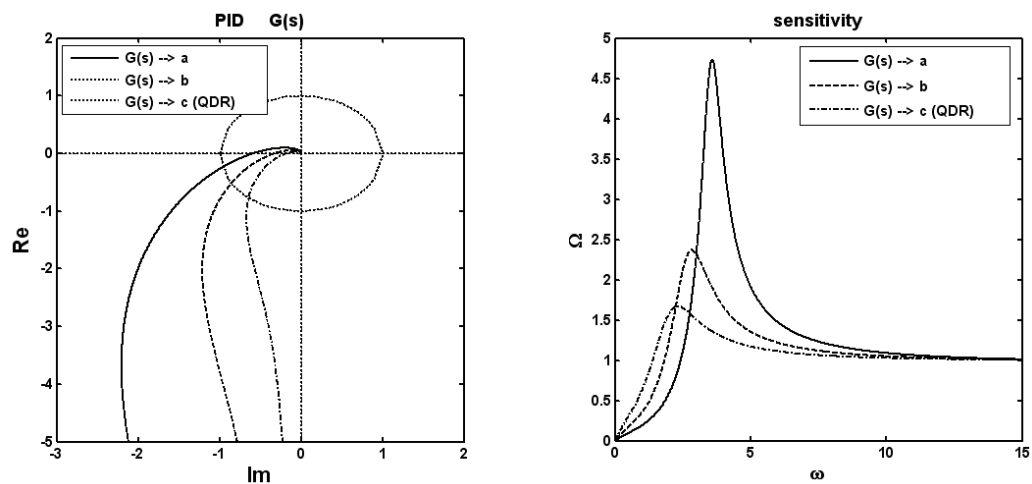 PID G(s)
G(s) --> a
G(s) --> b
G(s) --> c (QDR)
2
1
0
-1
-2
-3
-4
-5
Re
-3
-2
-1
0
1
2
Im
sensitivity
G(s) --> a
G(s) --> b
G(s) --> c (QDR)
5
4.5
4
3.5
3
2.5
2
1.5
1
0.5
0
Ω
0
5
10
15
ω